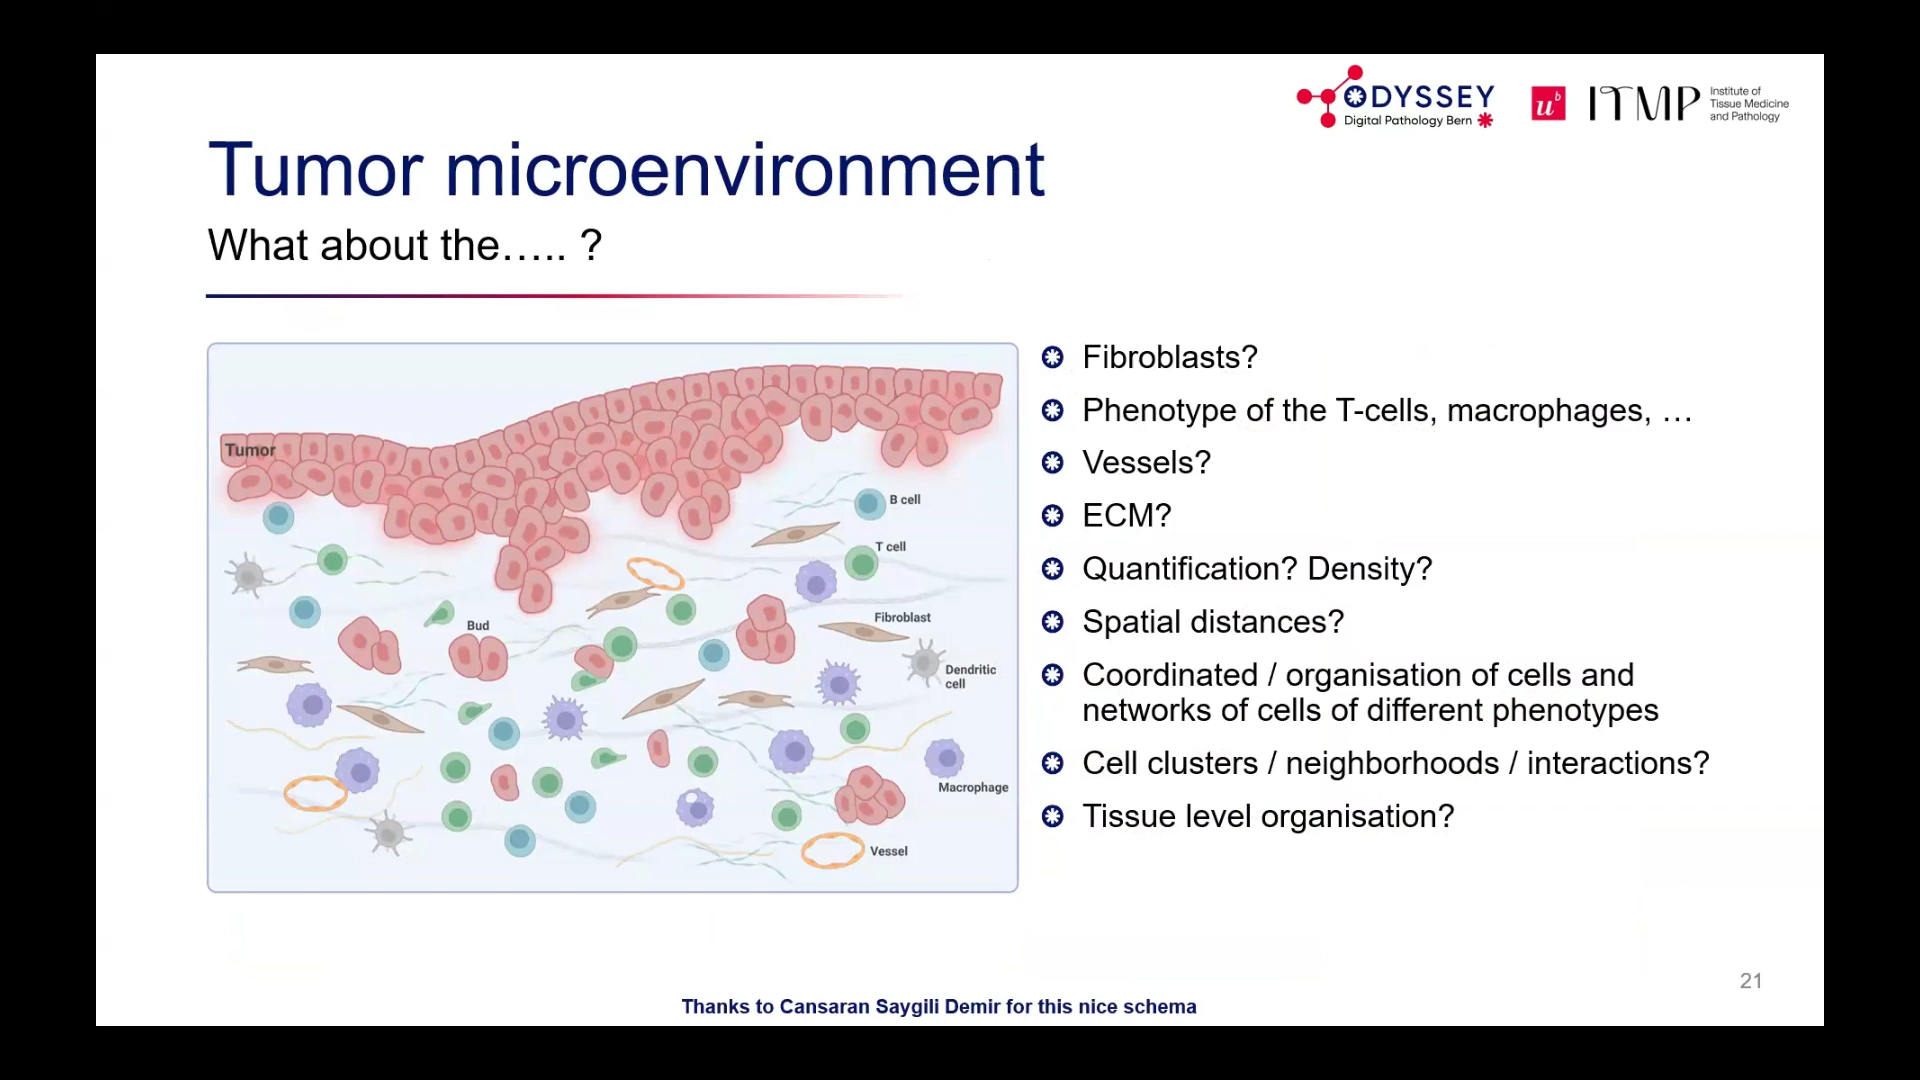 ODYSSEY
Digital Pathology Bern
u^b
ITMP
Institute of
Tissue Medicine
and Pathology
Tumor microenvironment
What about the….. ?
Tumor
B cell
T cell
Bud
Fibroblast
Dendritic
cell
Macrophage
Vessel
Fibroblasts?
Phenotype of the T-cells, macrophages, …
Vessels?
ECM?
Quantification? Density?
Spatial distances?
Coordinated / organisation of cells and
networks of cells of different phenotypes
Cell clusters / neighborhoods / interactions?
Tissue level organisation?
21
Thanks to Cansaran Saygili Demir for this nice schema